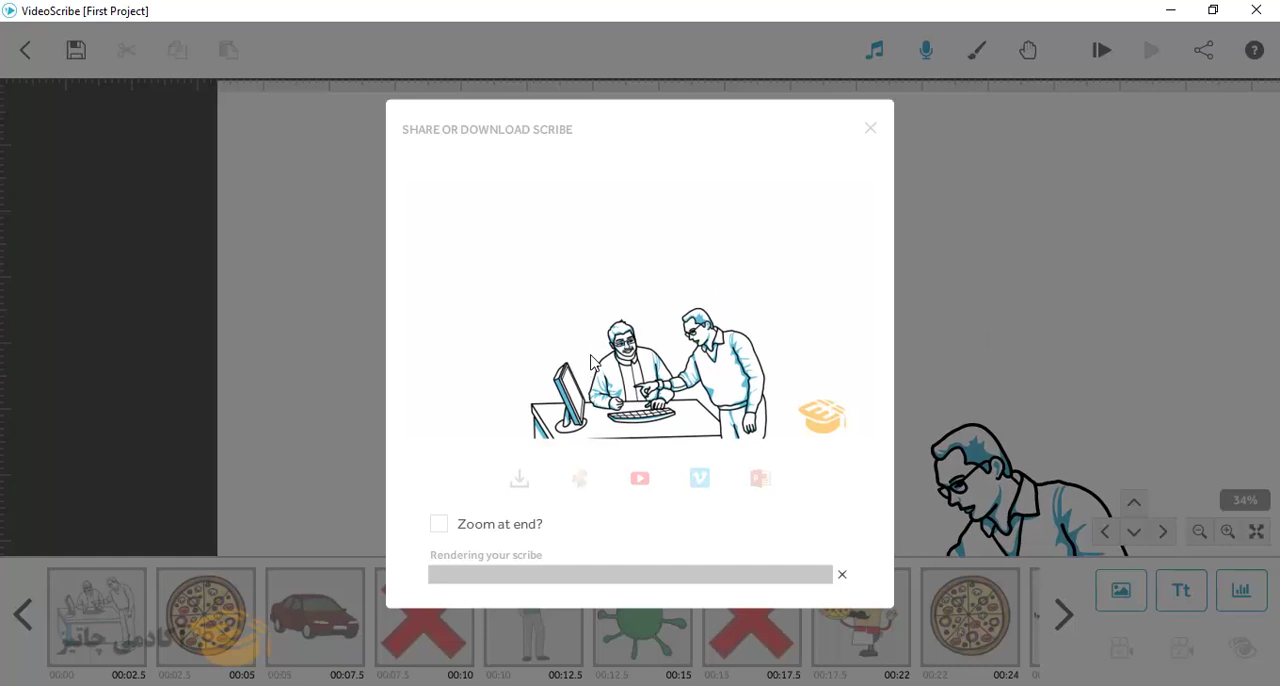 VideoScribe [First Project]
SHARE OR DOWNLOAD SCRIBE
Zoom at end?
Rendering your scribe
34%
Tt
00:00 00:02.5 00:02.5 00:05 00:05 00:07.5 00:07.5 00:10 00:10 00:12.5 00:12.5 00:15 00:15 00:17.5 00:17.5 00:22 00:22 00:24